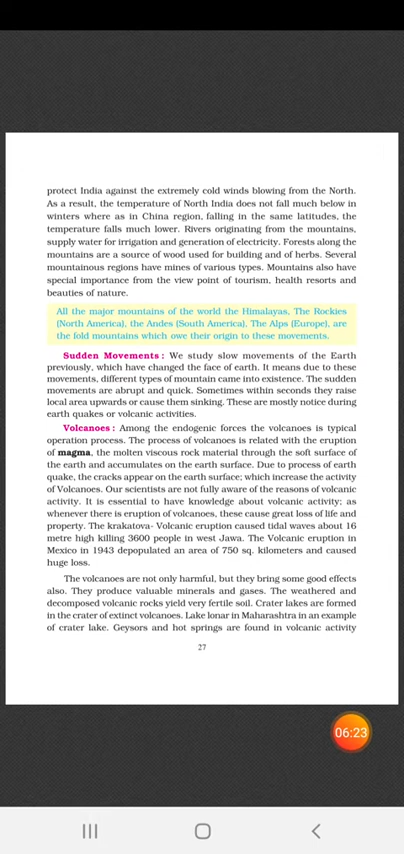 protect India against the extremely cold winds blowing from the North.
As a result, the temperature of North India does not fall much below in
winters where as in China region, falling in the same latitudes, the
temperature falls much lower. Rivers originating from the mountains,
supply water for irrigation and generation of electricity. Forests along the
mountains are a source of wood used for building and of herbs. Several
mountainous regions have mines of various types. Mountains also have
special importance from the view point of tourism, health resorts and
beauties of nature.
All the major mountains of the world the Himalayas, The Rockies
(North America), the Andes (South America), The Alps (Europe), are
the fold mountains which owe their origin to these movements.
Sudden Movements : We study slow movements of the Earth
previously, which have changed the face of earth. It means due to these
movements, different types of mountain came into existence. The sudden
movements are abrupt and quick. Sometimes within seconds they raise
local area upwards or cause them sinking. These are mostly notice during
earth quakes or volcanic activities.
Volcanoes : Among the endogenic forces the volcanoes is typical
operation process. The process of volcanoes is related with the eruption
of magma, the molten viscous rock material through the soft surface of
the earth and accumulates on the earth surface. Due to process of earth
quake, the cracks appear on the earth surface; which increase the activity
of Volcanoes. Our scientists are not fully aware of the reasons of volcanic
activity. It is essential to have knowledge about volcanic activity; as
whenever there is eruption of volcanoes, these cause great loss of life and
property. The krakatova- Volcanic eruption caused tidal waves about 16
metre high killing 3600 people in west Jawa. The Volcanic eruption in
Mexico in 1943 depopulated an area of 750 sq. kilometers and caused
huge loss.
The volcanoes are not only harmful, but they bring some good effects
also. They produce valuable minerals and gases. The weathered and
decomposed volcanic rocks yield very fertile soil. Crater lakes are formed
in the crater of extinct volcanoes. Lake lonar in Maharashtra in an example
of crater lake. Geysors and hot springs are found in volcanic activity
27
06:23